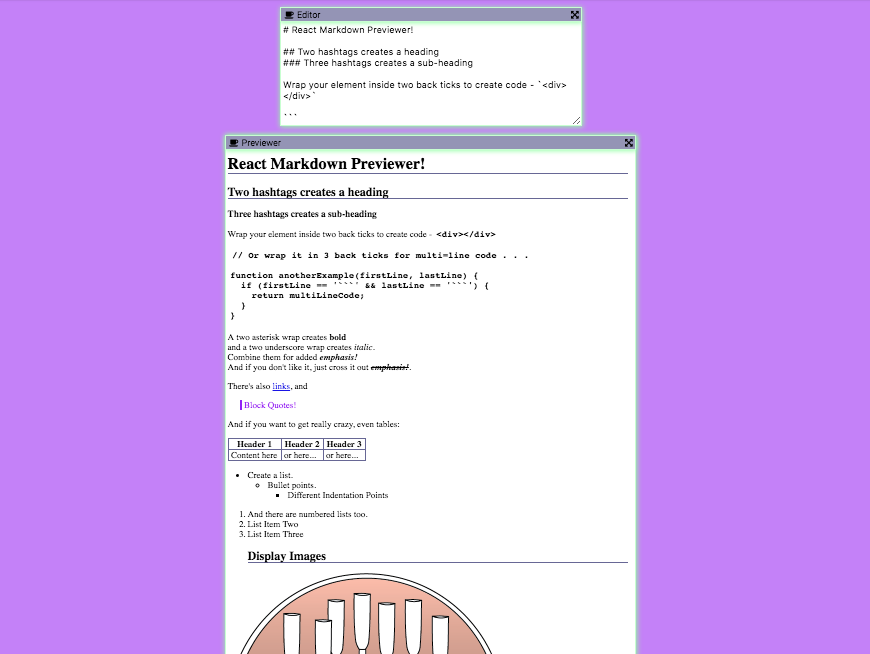 Editor
# React Markdown Previewer!
## Two hashtags creates a heading
### Three hashtags creates a sub-heading
Wrap your element inside two back ticks to create code - `<div>
</div>`
```
Previewer
React Markdown Previewer!
Two hashtags creates a heading
Three hashtags creates a sub-heading
Wrap your element inside two back ticks to create code - <div></div>
// Or wrap it in 3 back ticks for multi=line code . . .
function anotherExample(firstLine, lastLine) {
if (firstLine == '```' && lastLine == '```') {
return multiLineCode;
}
}
A two asterisk wrap creates bold
and a two underscore wrap creates italic.
Combine them for added emphasis!
And if you don't like it, just cross it out emphasis!.
There's also links, and
Block Quotes!
And if you want to get really crazy, even tables:
Header 1 Header 2 Header 3
Content here or here... or here...
• Create a list.
◦ Bullet points.
▪ Different Indentation Points
1. And there are numbered lists too.
2. List Item Two
3. List Item Three
Display Images